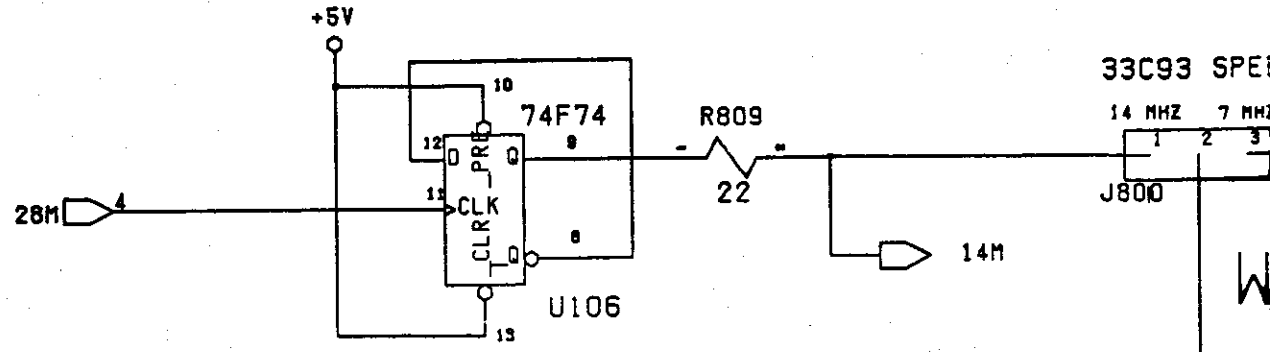 +5V
33C93 SPE
10
74F74
R809
14 MHZ
7 MHZ
12
D
_PRE
Q
9
-
1
2
3
11
CLK
22
J800
28M
4
CLR
Q
8
14M
U106
13